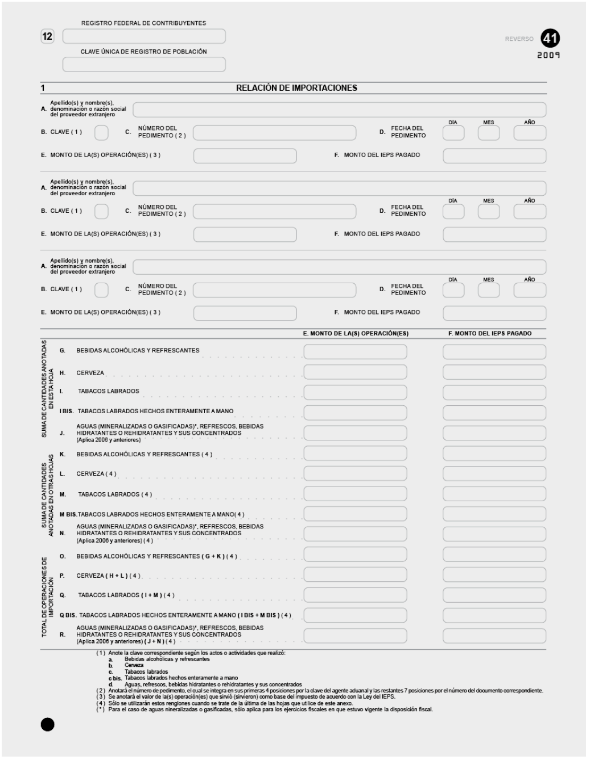 REGISTRO FEDERAL DE CONTRIBUYENTES
12
CLAVE ÚNICA DE REGISTRO DE POBLACIÓN
REVERSO 41
2009
1 RELACIÓN DE IMPORTACIONES
Apellido(s) y nombre(s),
A. denominación o razón social
del proveedor extranjero
DÍA MES AÑO
B. CLAVE ( 1 ) C. NÚMERO DEL PEDIMENTO ( 2 ) D. FECHA DEL PEDIMENTO
E. MONTO DE LA(S) OPERACIÓN(ES) ( 3 ) F. MONTO DEL IEPS PAGADO
Apellido(s) y nombre(s),
A. denominación o razón social
del proveedor extranjero
DÍA MES AÑO
B. CLAVE ( 1 ) C. NÚMERO DEL PEDIMENTO ( 2 ) D. FECHA DEL PEDIMENTO
E. MONTO DE LA(S) OPERACIÓN(ES) ( 3 ) F. MONTO DEL IEPS PAGADO
Apellido(s) y nombre(s),
A. denominación o razón social
del proveedor extranjero
DÍA MES AÑO
B. CLAVE ( 1 ) C. NÚMERO DEL PEDIMENTO ( 2 ) D. FECHA DEL PEDIMENTO
E. MONTO DE LA(S) OPERACIÓN(ES) ( 3 ) F. MONTO DEL IEPS PAGADO
E. MONTO DE LA(S) OPERACIÓN(ES) F. MONTO DEL IEPS PAGADO
SUMA DE CANTIDADES ANOTADAS
EN ESTA HOJA
G. BEBIDAS ALCOHÓLICAS Y REFRESCANTES
H. CERVEZA
I. TABACOS LABRADOS
I BIS. TABACOS LABRADOS HECHOS ENTERAMENTE A MANO
AGUAS (MINERALIZADAS O GASIFICADAS)*, REFRESCOS, BEBIDAS
J. HIDRATANTES O REHIDRATANTES Y SUS CONCENTRADOS
(Aplica 2006 y anteriores)
SUMA DE CANTIDADES
ANOTADAS EN OTRAS HOJAS
K. BEBIDAS ALCOHÓLICAS Y REFRESCANTES ( 4 )
L. CERVEZA ( 4 )
M. TABACOS LABRADOS ( 4 )
M BIS. TABACOS LABRADOS HECHOS ENTERAMENTE A MANO ( 4 )
AGUAS (MINERALIZADAS O GASIFICADAS)*, REFRESCOS, BEBIDAS
N. HIDRATANTES O REHIDRATANTES Y SUS CONCENTRADOS
(Aplica 2006 y anteriores) ( 4 )
TOTAL DE OPERACIONES DE
IMPORTACIÓN
O. BEBIDAS ALCOHÓLICAS Y REFRESCANTES ( G + K ) ( 4 )
P. CERVEZA ( H + L ) ( 4 )
Q. TABACOS LABRADOS ( I + M ) ( 4 )
Q BIS. TABACOS LABRADOS HECHOS ENTERAMENTE A MANO ( I BIS + M BIS ) ( 4 )
AGUAS (MINERALIZADAS O GASIFICADAS)*, REFRESCOS, BEBIDAS
R. HIDRATANTES O REHIDRATANTES Y SUS CONCENTRADOS
(Aplica 2006 y anteriores) ( J + N ) ( 4 )
( 1 ) Anote la clave correspondiente según los actos o actividades que realizó:
a. Bebidas alcohólicas y refrescantes
b. Cerveza
c. Tabacos labrados
c bis. Tabacos labrados hechos enteramente a mano
d. Aguas, refrescos, bebidas hidratantes o rehidratantes y sus concentrados
( 2 ) Anotará el número de pedimento, el cual se integra en sus primeras 4 posiciones por la clave del agente aduanal y las restantes 7 posiciones por el número del documento correspondiente.
( 3 ) Se anotará el valor de la(s) operación(es) que sirvió (sirvieron) como base del impuesto de acuerdo con la Ley del IEPS.
( 4 ) Sólo se utilizarán estos renglones cuando se trate de la última de las hojas que utilice de este anexo.
( * ) Para el caso de aguas mineralizadas o gasificadas, sólo aplica para los ejercicios fiscales en que estuvo vigente la disposición fiscal.